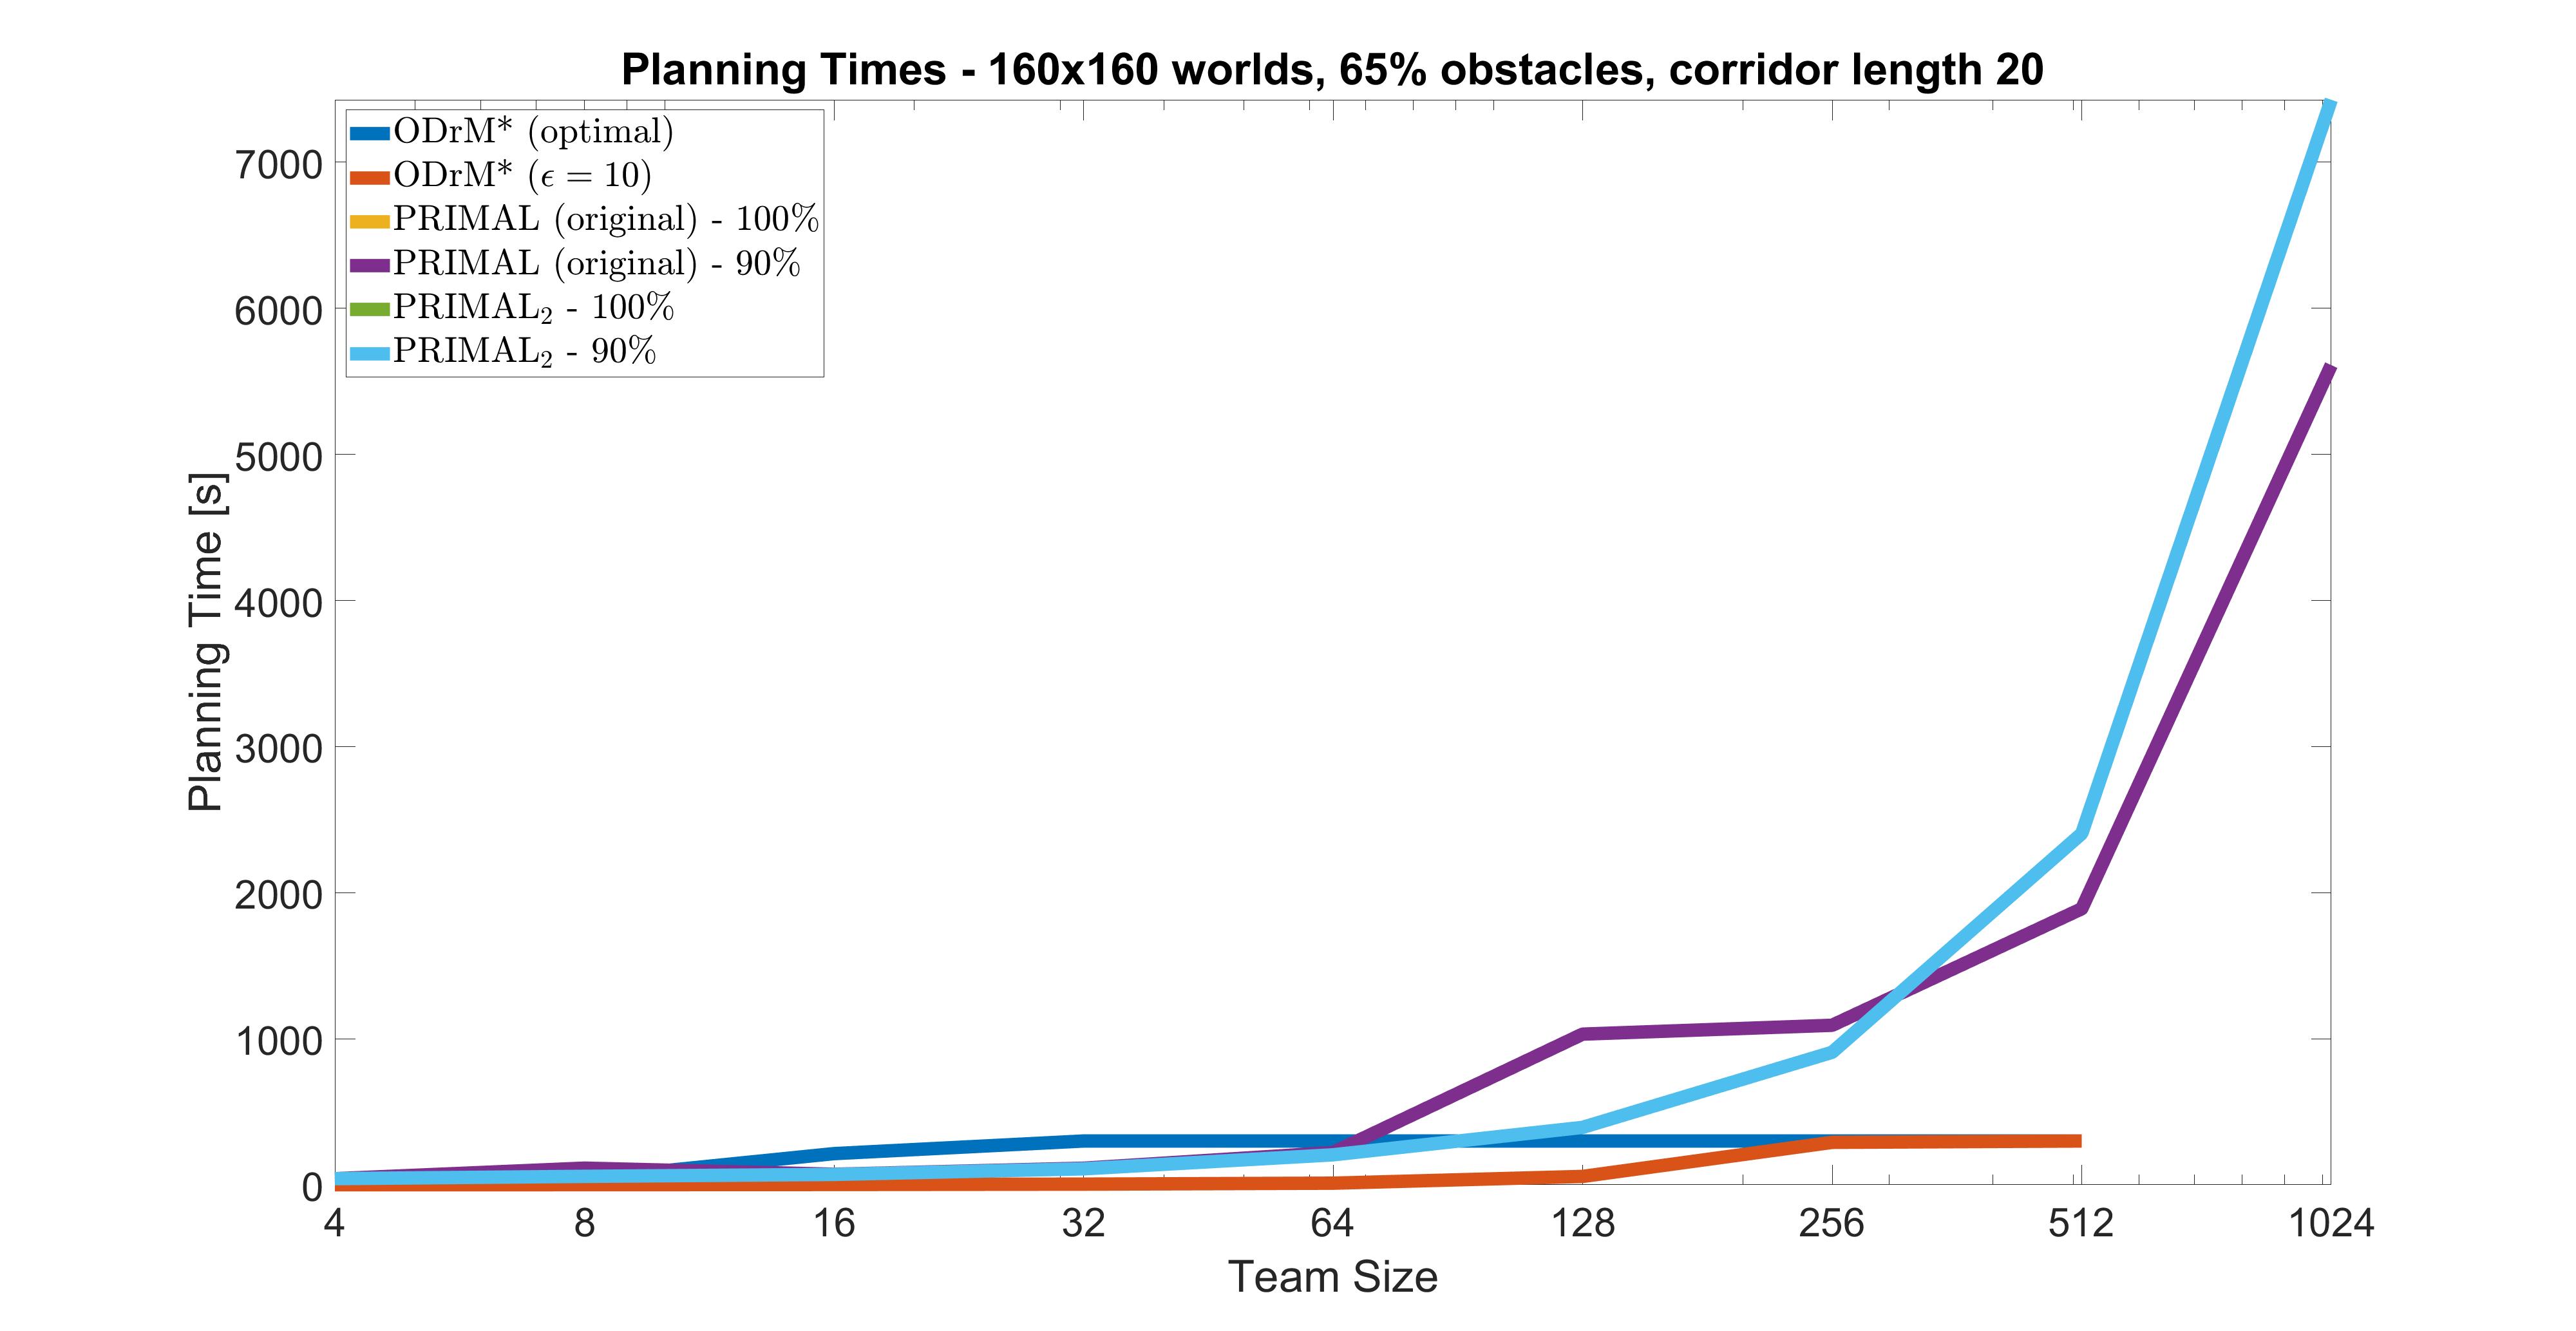 Planning Times - 160x160 worlds, 65% obstacles, corridor length 20
ODrM* (optimal)
ODrM* (ϵ = 10)
PRIMAL (original) - 100%
PRIMAL (original) - 90%
PRIMAL₂ - 100%
PRIMAL₂ - 90%
7000
6000
5000
4000
3000
2000
1000
0
Planning Time [s]
4 8 16 32 64 128 256 512 1024
Team Size